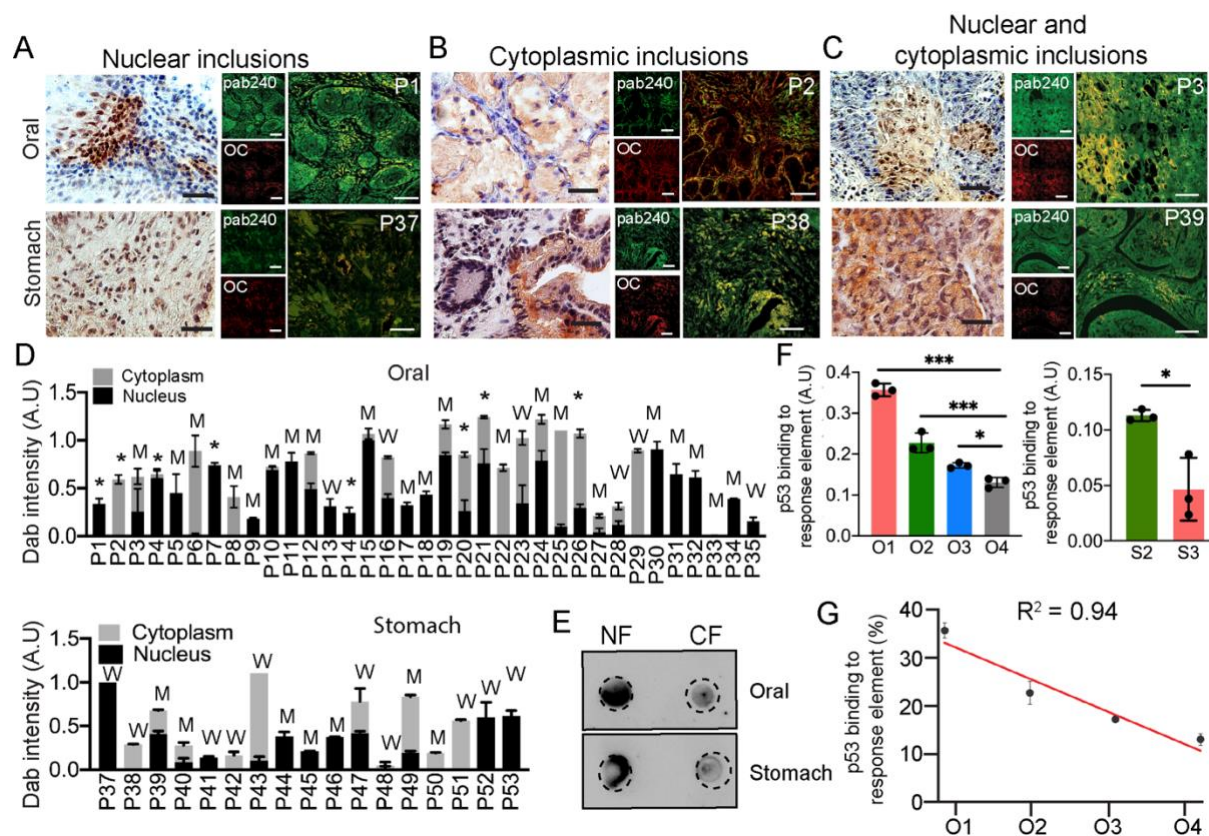 A
Nuclear inclusions
B
Cytoplasmic inclusions
C
Nuclear and
cytoplasmic inclusions
Oral
pab240
OC
P1
pab240
OC
P2
pab240
OC
P3
Stomach
pab240
OC
P37
pab240
OC
P38
pab240
OC
P39
D
Cytoplasm
Nucleus
Oral
Dab intensity (A.U)
1.5
1.0
0.5
0.0
* * M * M M * M M M M M M * M W M M M * * M W M * M M W M M M M M W
P1 P2 P3 P4 P5 P6 P7 P8 P9 P10 P11 P12 P13 P14 P15 P16 P17 P18 P19 P20 P21 P22 P23 P24 P25 P26 P27 P28 P29 P30 P31 P32 P33 P34 P35
Cytoplasm
Nucleus
Stomach
Dab intensity (A.U)
1.5
1.0
0.5
0.0
W W M M W W W M M M W M M W W W W
P37 P38 P39 P40 P41 P42 P43 P44 P45 P46 P47 P48 P49 P50 P51 P52 P53
E
NF CF
Oral
Stomach
F
p53 binding to
response element (A.U)
0.4
0.3
0.2
0.1
0.0
***
***
*
O1 O2 O3 O4
p53 binding to
response element (A.U)
0.15
0.10
0.05
0.00
*
S2 S3
G
R² = 0.94
p53 binding to
response element (%)
40
30
20
10
0
O1 O2 O3 O4